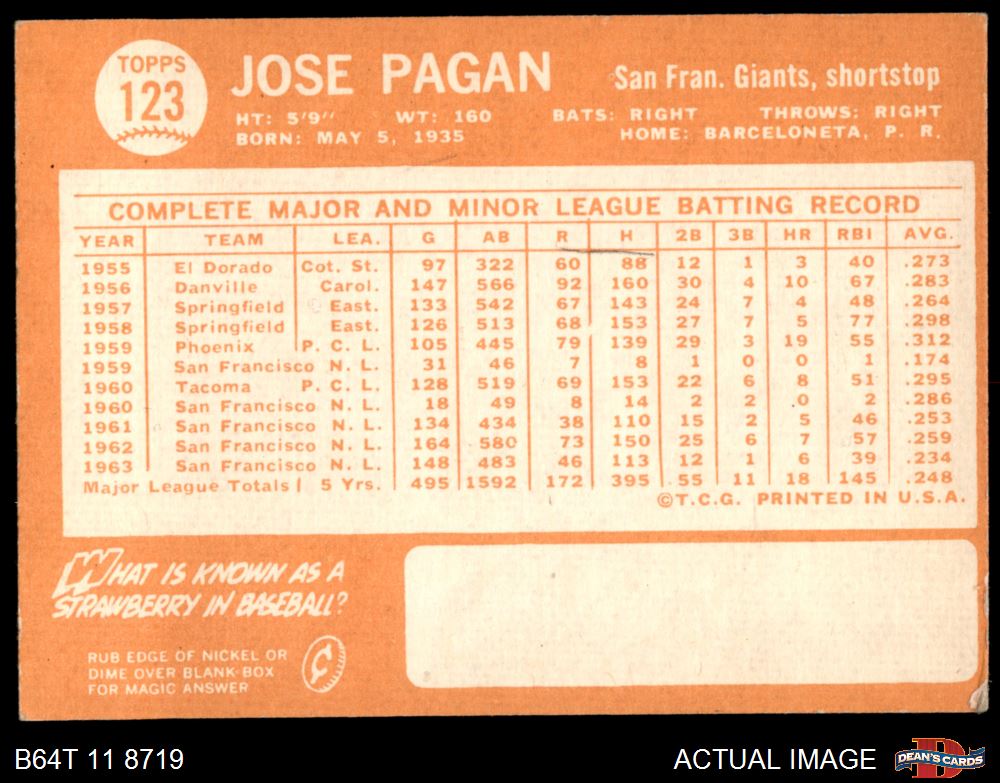 TOPPS
123
JOSE PAGAN
San Fran. Giants, shortstop
HT: 5'9" WT: 160 BATS: RIGHT THROWS: RIGHT
BORN: MAY 5, 1935 HOME: BARCELONETA, P. R.
COMPLETE MAJOR AND MINOR LEAGUE BATTING RECORD
YEAR TEAM LEA. G AB R H 2B 3B HR RBI AVG.
1955 El Dorado Cot. St. 97 322 60 88 12 1 3 40 .273
1956 Danville Carol. 147 566 92 160 30 4 10 67 .283
1957 Springfield East. 133 542 67 143 24 7 4 48 .264
1958 Springfield East. 126 513 68 153 27 7 5 77 .298
1959 Phoenix P. C. L. 105 445 79 139 29 3 19 55 .312
1959 San Francisco N. L. 31 46 7 8 1 0 0 1 .174
1960 Tacoma P. C. L. 128 519 69 153 22 6 8 51 .295
1960 San Francisco N. L. 18 49 8 14 2 2 0 2 .286
1961 San Francisco N. L. 134 434 38 110 15 2 5 46 .253
1962 San Francisco N. L. 164 580 73 150 25 6 7 57 .259
1963 San Francisco N. L. 148 483 46 113 12 1 6 39 .234
Major League Totals 5 Yrs. 495 1592 172 395 55 11 18 145 .248
©T.C.G. PRINTED IN U.S.A.
WHAT IS KNOWN AS A
STRAWBERRY IN BASEBALL?
RUB EDGE OF NICKEL OR
DIME OVER BLANK-BOX
FOR MAGIC ANSWER
¢
B64T 11 8719
ACTUAL IMAGE
D
DEAN'S CARDS